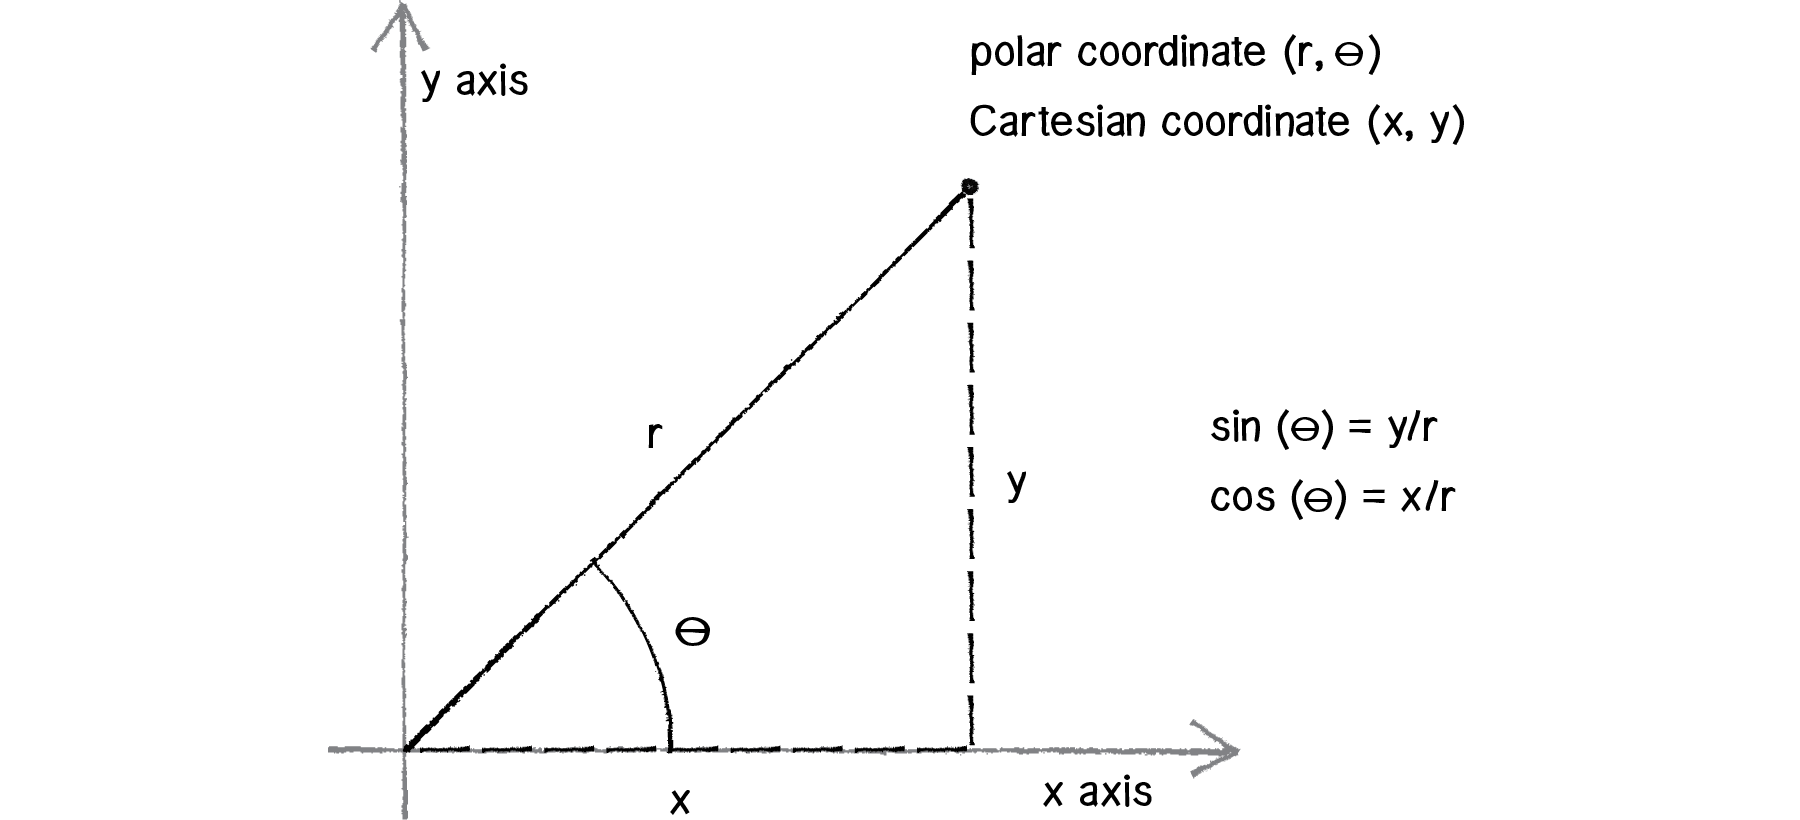 y axis
polar coordinate (r, ɵ)
Cartesian coordinate (x, y)
r
y
sin (ɵ) = y/r
cos (ɵ) = x/r
ɵ
x
x axis